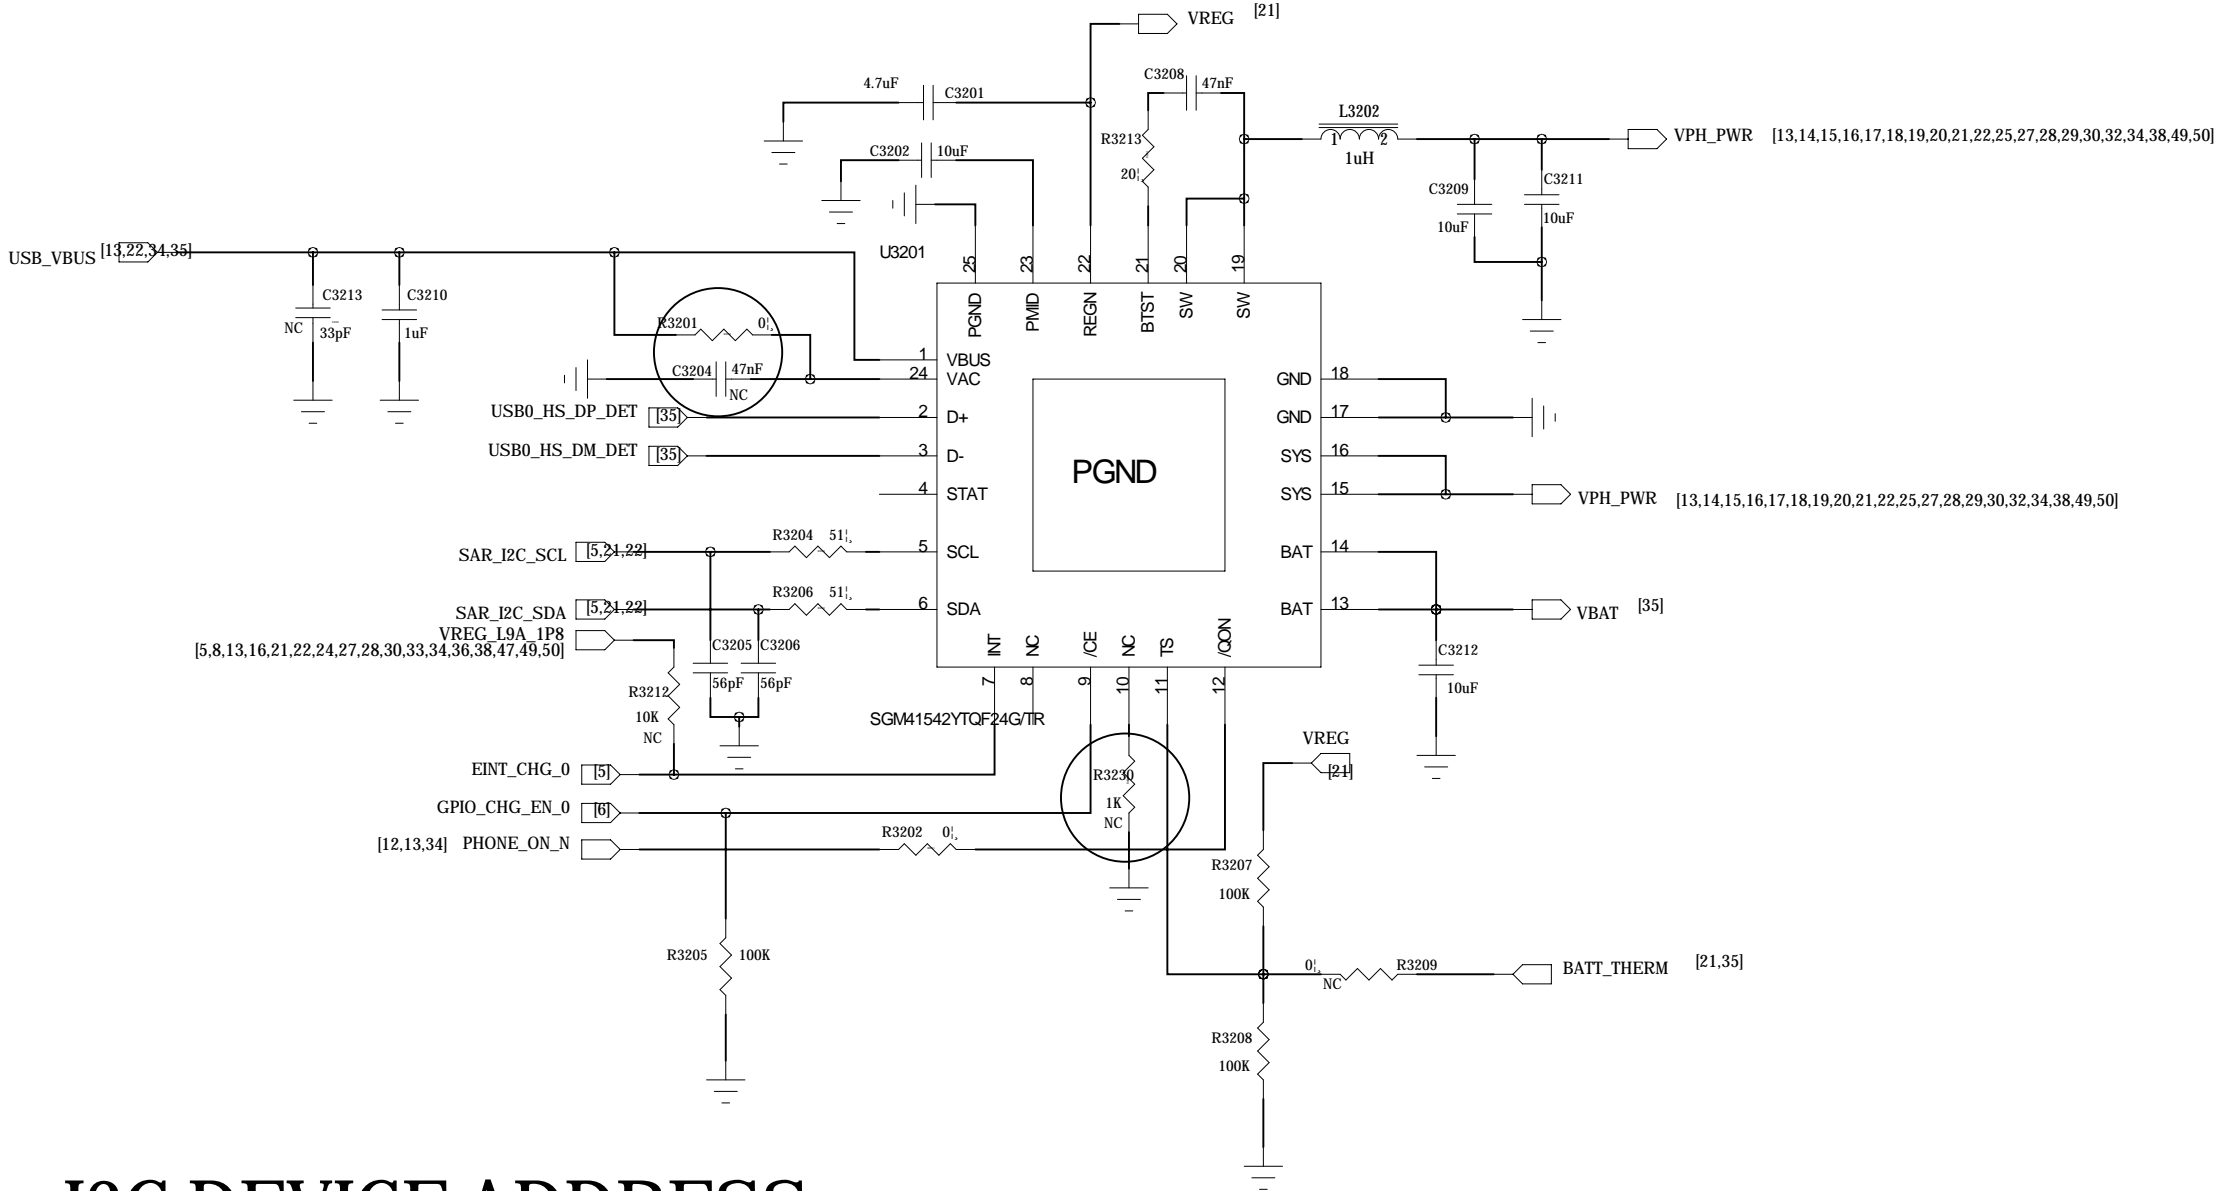 VREG [21]
4.7uF C3201
C3208 47nF
L3202
1 2
1uH
R3213
20¦¸
C3202 10uF
VPH_PWR [13,14,15,16,17,18,19,20,21,22,25,27,28,29,30,32,34,38,49,50]
C3209
10uF
C3211
10uF
USB_VBUS [13,22,34,35]
U3201
C3213
NC
33pF
C3210
1uF
R3201 0¦¸
C3204 47nF
NC
25 PGND
23 PMID
22 REGN
21 BTST
20 SW
19 SW
1 VBUS
24 VAC
USB0_HS_DP_DET [35] 2 D+
USB0_HS_DM_DET [35] 3 D-
4 STAT
PGND
GND 18
GND 17
SYS 16
SYS 15
VPH_PWR [13,14,15,16,17,18,19,20,21,22,25,27,28,29,30,32,34,38,49,50]
SAR_I2C_SCL [5,21,22] R3204 51¦¸ 5 SCL
SAR_I2C_SDA [5,21,22] R3206 51¦¸ 6 SDA
BAT 14
BAT 13
VBAT [35]
C3212
10uF
VREG_L9A_1P8
[5,8,13,16,21,22,24,27,28,30,33,34,36,38,47,49,50]
C3205 C3206
56pF 56pF
R3212
10K
NC
INT 7
NC 8
/CE 9
NC 10
TS 11
/QON 12
SGM41542YTQF24G/TR
EINT_CHG_0 [5]
GPIO_CHG_EN_0 [6]
[12,13,34] PHONE_ON_N
R3202 0¦¸
R3230
1K
NC
VREG
[21]
R3207
100K
R3205 100K
0¦¸ R3209
NC
BATT_THERM [21,35]
R3208
100K
I2C DEVICE ADDRESS